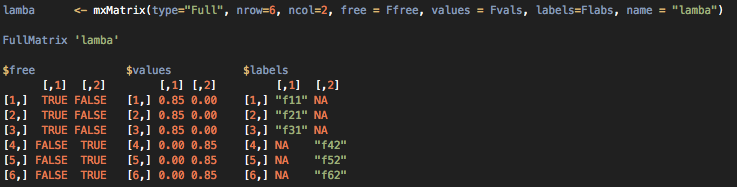 lamba      <- mxMatrix(type="Full", nrow=6, ncol=2, free = Ffree, values = Fvals, labels=Flabs, name = "lamba")
FullMatrix 'lamba'
$free              $values            $labels
      [,1]  [,2]        [,1] [,2]         [,1]  [,2]
[1,]  TRUE FALSE   [1,] 0.85 0.00    [1,] "f11" NA
[2,]  TRUE FALSE   [2,] 0.85 0.00    [2,] "f21" NA
[3,]  TRUE FALSE   [3,] 0.85 0.00    [3,] "f31" NA
[4,] FALSE  TRUE   [4,] 0.00 0.85    [4,] NA    "f42"
[5,] FALSE  TRUE   [5,] 0.00 0.85    [5,] NA    "f52"
[6,] FALSE  TRUE   [6,] 0.00 0.85    [6,] NA    "f62"